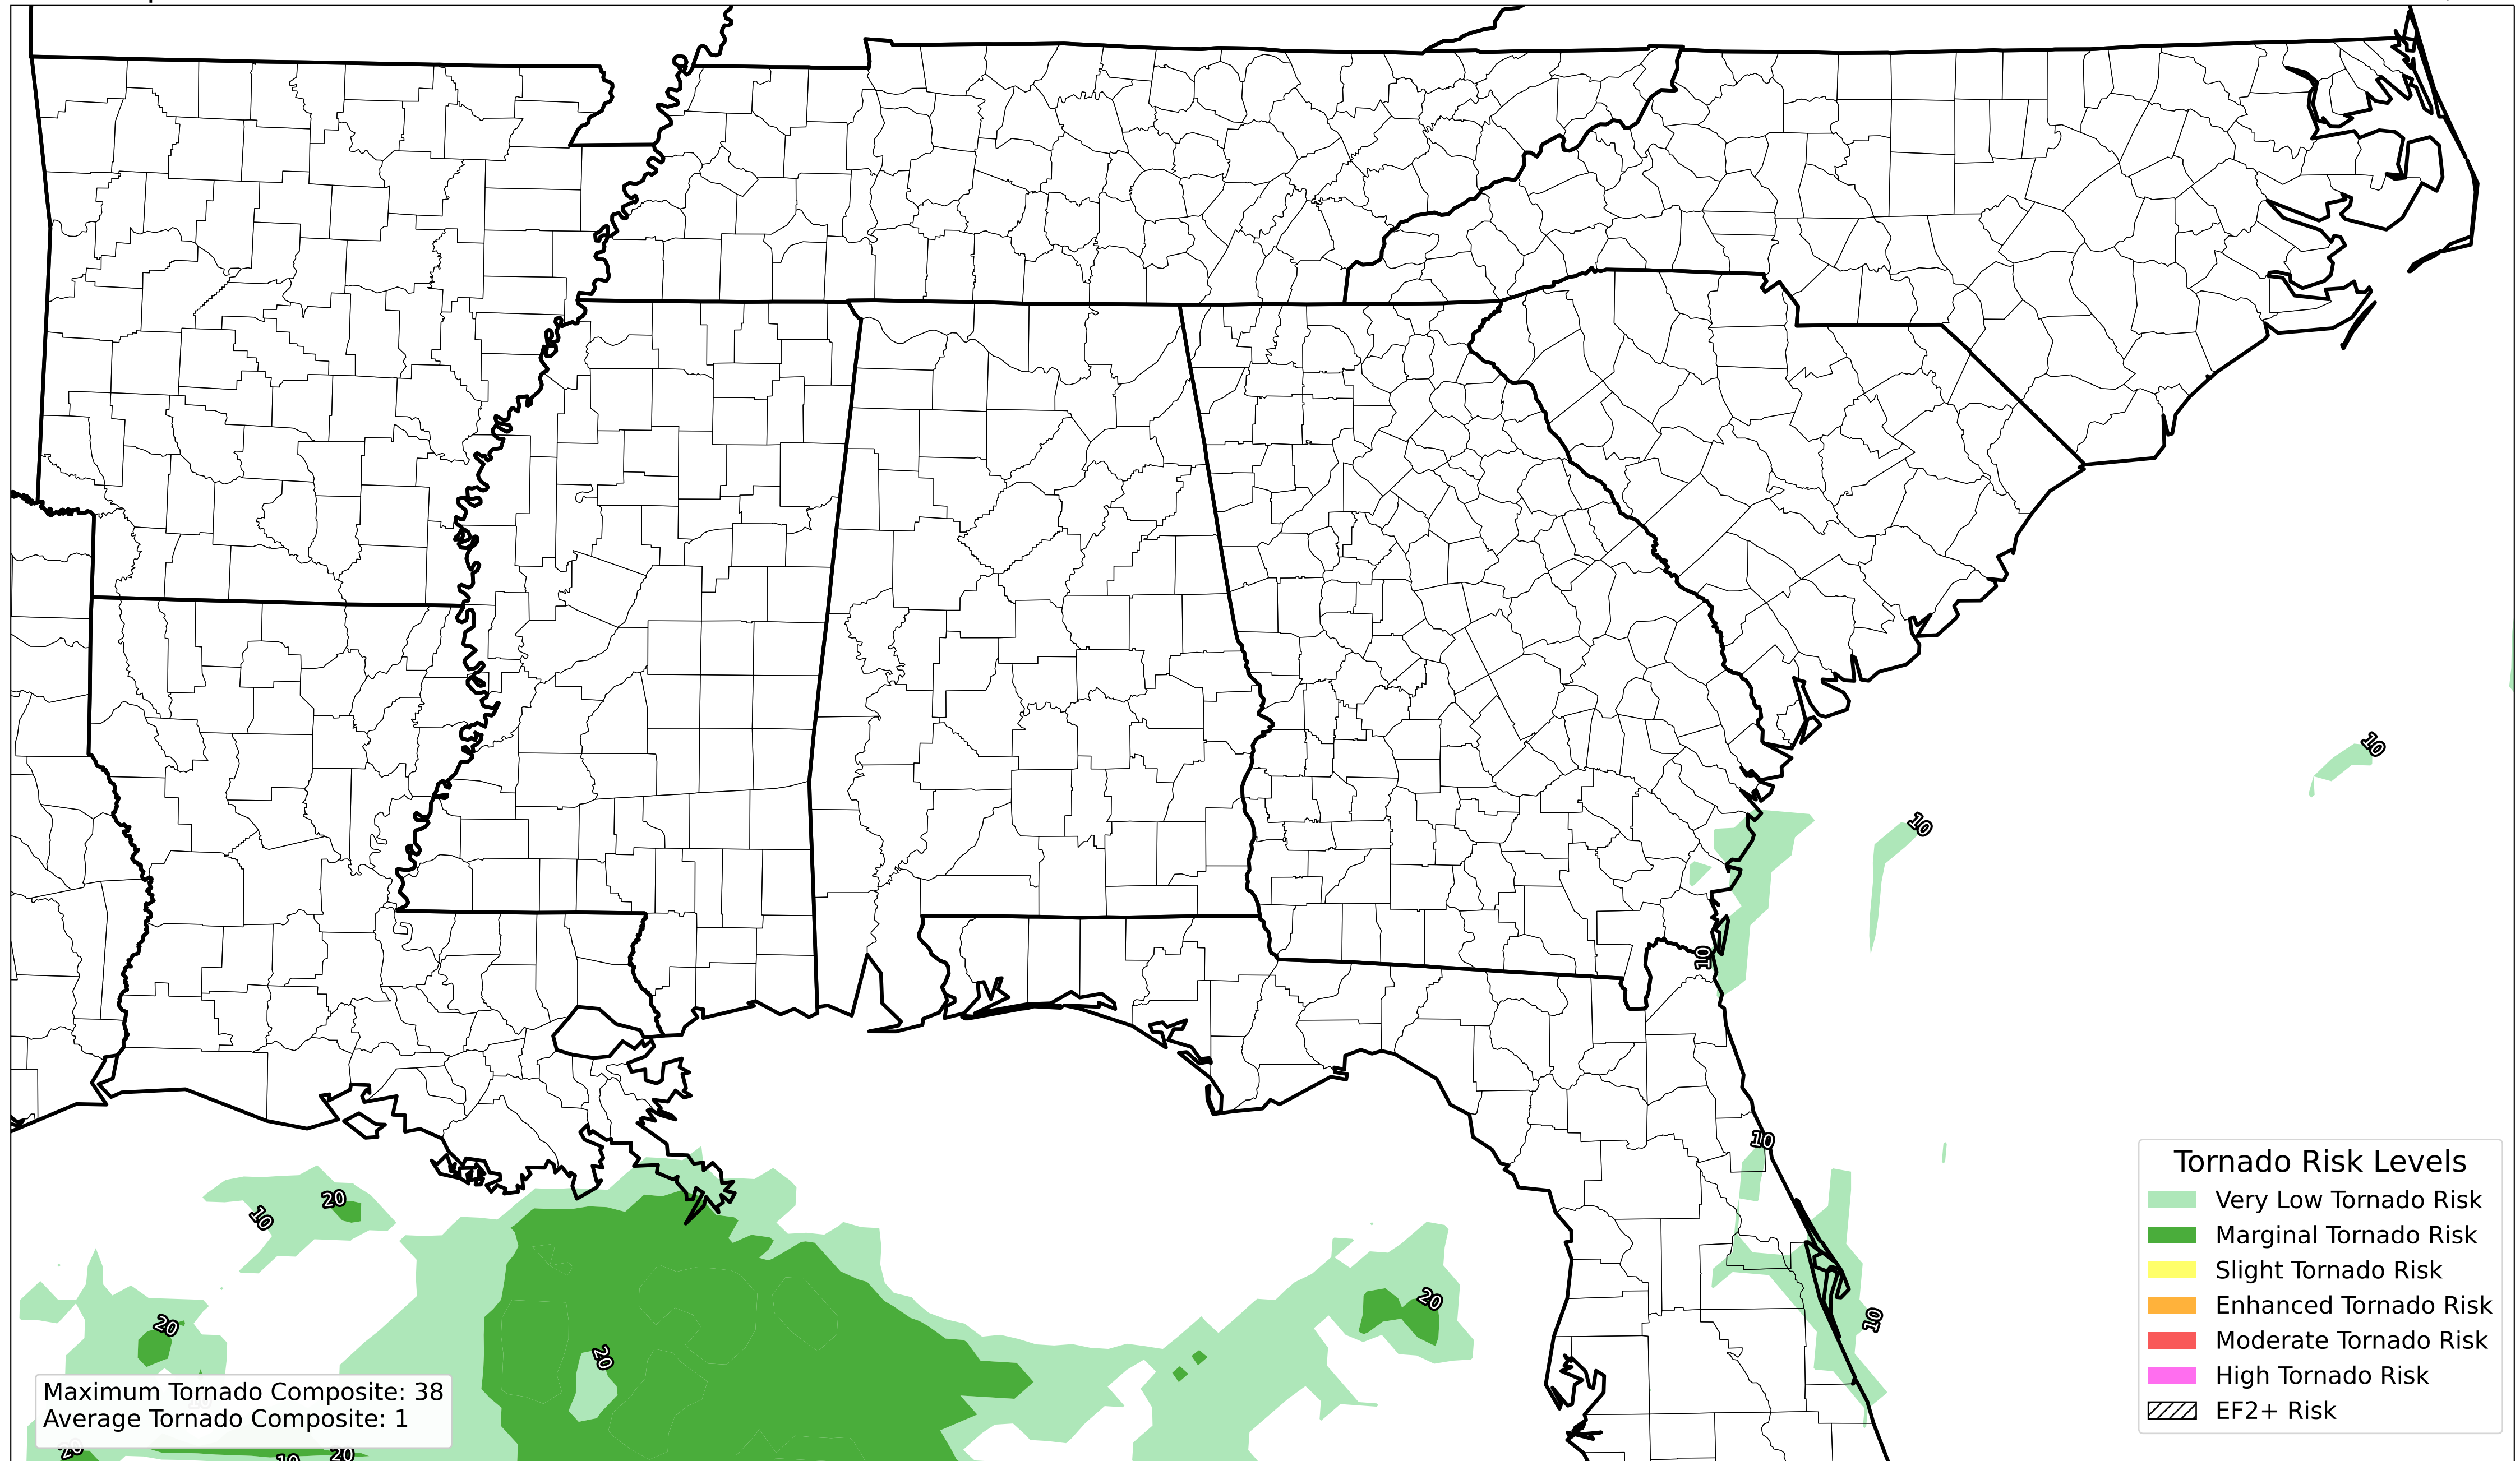 10
10
10
10
20
10
20
20
10
20
Tornado Risk Levels
Very Low Tornado Risk
Marginal Tornado Risk
Slight Tornado Risk
Enhanced Tornado Risk
Moderate Tornado Risk
High Tornado Risk
EF2+ Risk
Maximum Tornado Composite: 38
Average Tornado Composite: 1
20
10
20